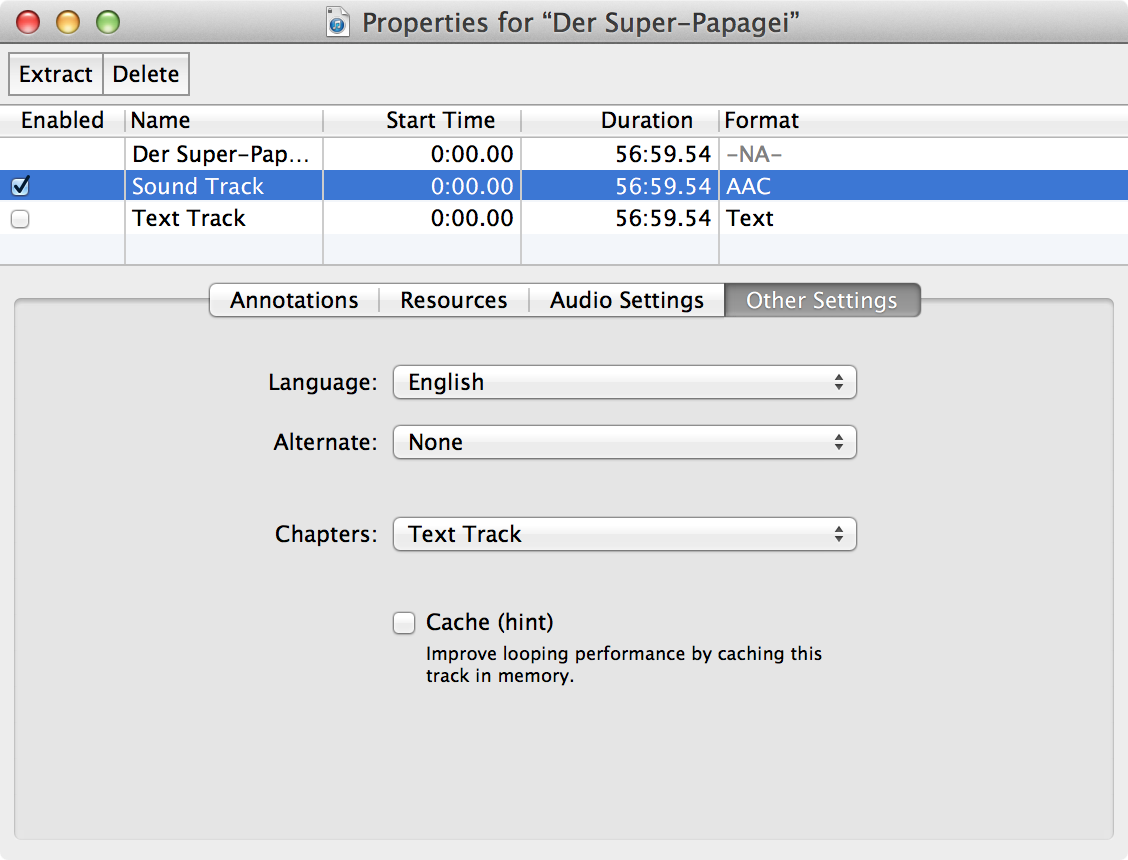 Properties for “Der Super-Papagei”
Extract Delete
Enabled Name Start Time Duration Format
Der Super-Pap... 0:00.00 56:59.54 -NA-
Sound Track 0:00.00 56:59.54 AAC
Text Track 0:00.00 56:59.54 Text
Annotations Resources Audio Settings Other Settings
Language: English
Alternate: None
Chapters: Text Track
Cache (hint)
Improve looping performance by caching this
track in memory.